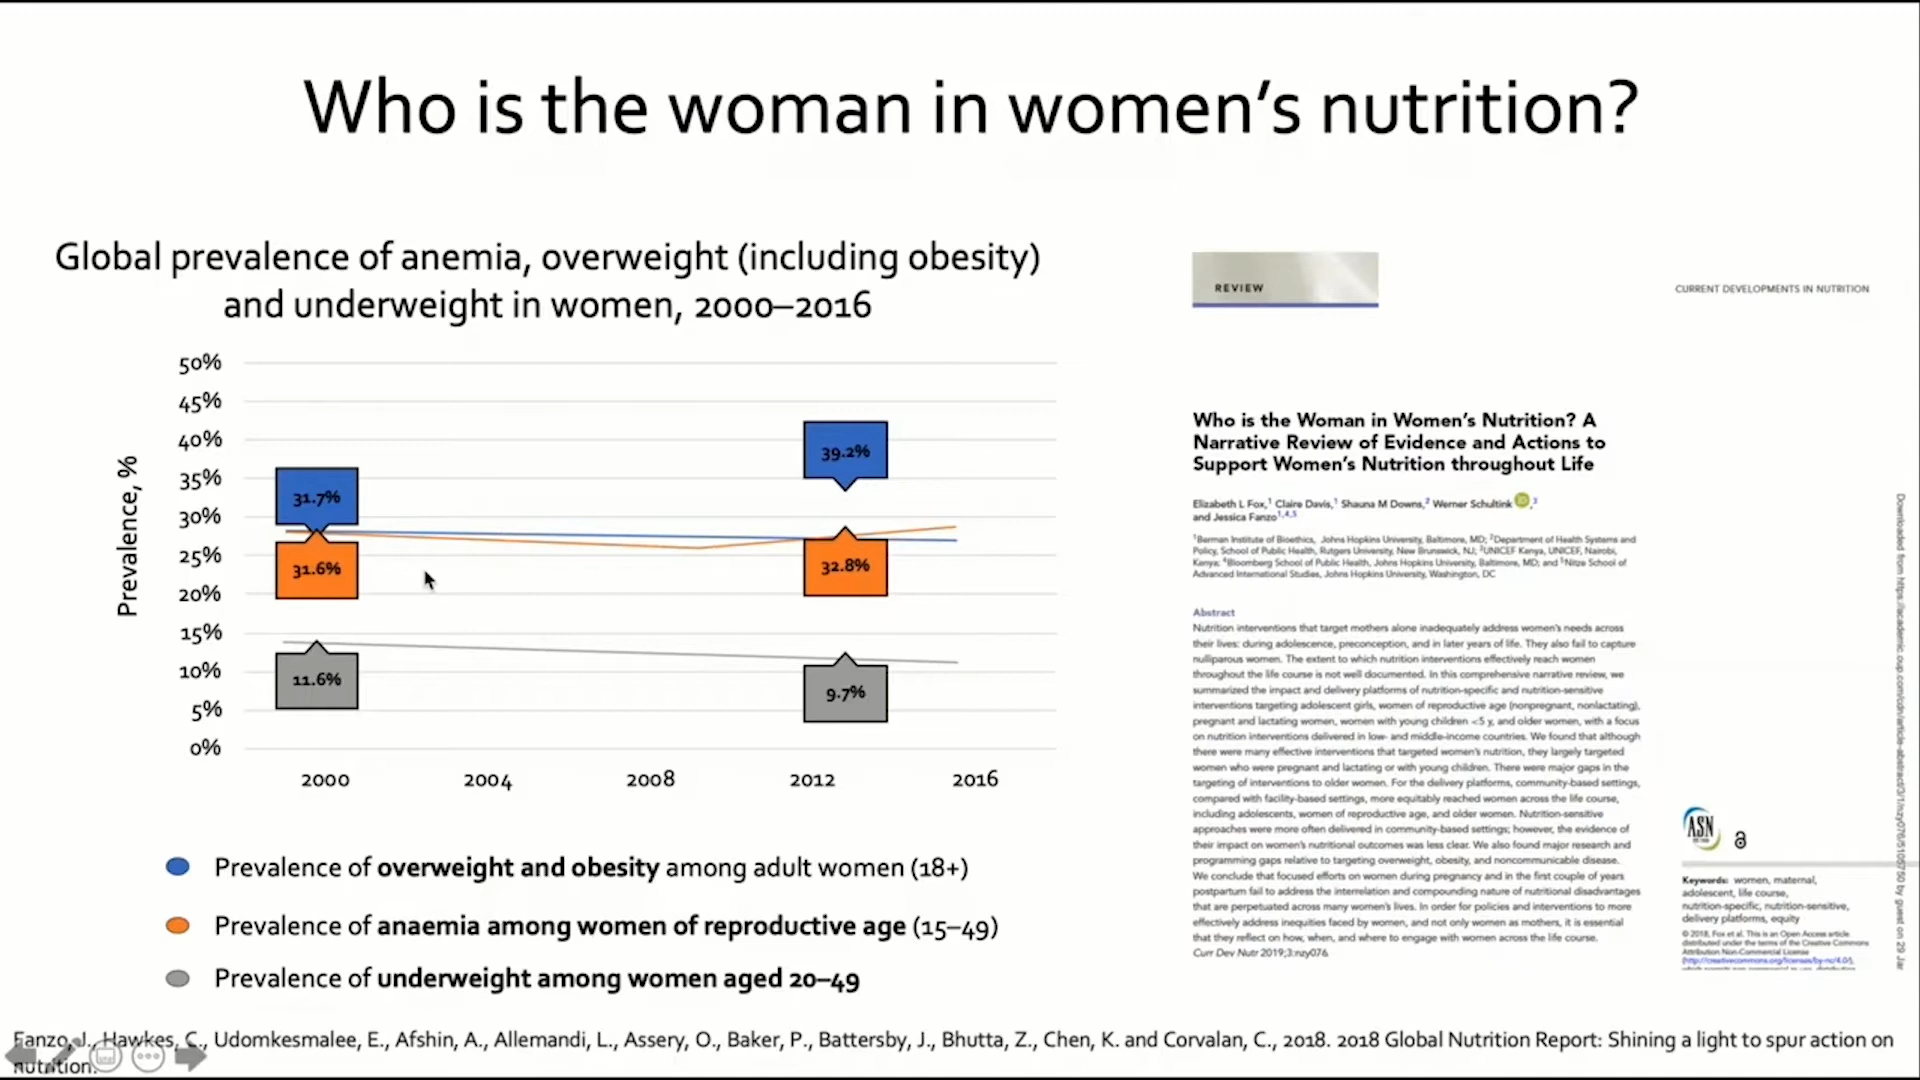 Who is the woman in women's nutrition?
Global prevalence of anemia, overweight (including obesity)
and underweight in women, 2000–2016
Prevalence, %
50%
45%
40%
35%
30%
25%
20%
15%
10%
5%
0%
31.7%
31.6%
11.6%
39.2%
32.8%
9.7%
2000 2004 2008 2012 2016
Prevalence of overweight and obesity among adult women (18+)
Prevalence of anaemia among women of reproductive age (15–49)
Prevalence of underweight among women aged 20–49
REVIEW
CURRENT DEVELOPMENTS IN NUTRITION
Who is the Woman in Women's Nutrition? A
Narrative Review of Evidence and Actions to
Support Women's Nutrition throughout Life
Elizabeth L Fox,1 Claire Davis,1 Shauna M Downs,2 Werner Schultink iD,3
and Jessica Fanzo1,4,5
1Berman Institute of Bioethics, Johns Hopkins University, Baltimore, MD; 2Department of Health Systems and
Policy, School of Public Health, Rutgers University, New Brunswick, NJ; 3UNICEF Kenya, UNICEF, Nairobi,
Kenya; 4Bloomberg School of Public Health, Johns Hopkins University, Baltimore, MD; and 5Nitze School of
Advanced International Studies, Johns Hopkins University, Washington, DC
Abstract
Nutrition interventions that target mothers alone inadequately address women's needs across
their lives: during adolescence, preconception, and in later years of life. They also fail to capture
nulliparous women. The extent to which nutrition interventions effectively reach women
throughout the life course is not well documented. In this comprehensive narrative review, we
summarized the impact and delivery platforms of nutrition-specific and nutrition-sensitive
interventions targeting adolescent girls, women of reproductive age (nonpregnant, nonlactating),
pregnant and lactating women, women with young children <5 y, and older women, with a focus
on nutrition interventions delivered in low- and middle-income countries. We found that although
there were many effective interventions that targeted women's nutrition, they largely targeted
women who were pregnant and lactating or with young children. There were major gaps in the
targeting of interventions to older women. For the delivery platforms, community-based settings,
compared with facility-based settings, more equitably reached women across the life course,
including adolescents, women of reproductive age, and older women. Nutrition-sensitive
approaches were more often delivered in community-based settings; however, the evidence of
their impact on women's nutritional outcomes was less clear. We also found major research and
programming gaps relative to targeting overweight, obesity, and noncommunicable disease.
We conclude that focused efforts on women during pregnancy and in the first couple of years
postpartum fail to address the interrelation and compounding nature of nutritional disadvantages
that are perpetuated across many women's lives. In order for policies and interventions to more
effectively address inequities faced by women, and not only women as mothers, it is essential
that they reflect on how, when, and where to engage with women across the life course.
Curr Dev Nutr 2019;3:nzy076.
ASN
Keywords: women, maternal,
adolescent, life course,
nutrition-specific, nutrition-sensitive,
delivery platforms, equity
© 2018, Fox et al. This is an Open Access article
distributed under the terms of the Creative Commons
Attribution Non-Commercial License
(http://creativecommons.org/licenses/by-nc/4.0/),
Downloaded from https://academic.oup.com/cdn/article-abstract/3/1/nzy076/5106750 by guest on 29 Jar
Fanzo, J., Hawkes, C., Udomkesmalee, E., Afshin, A., Allemandi, L., Assery, O., Baker, P., Battersby, J., Bhutta, Z., Chen, K. and Corvalan, C., 2018. 2018 Global Nutrition Report: Shining a light to spur action on
nutrition.